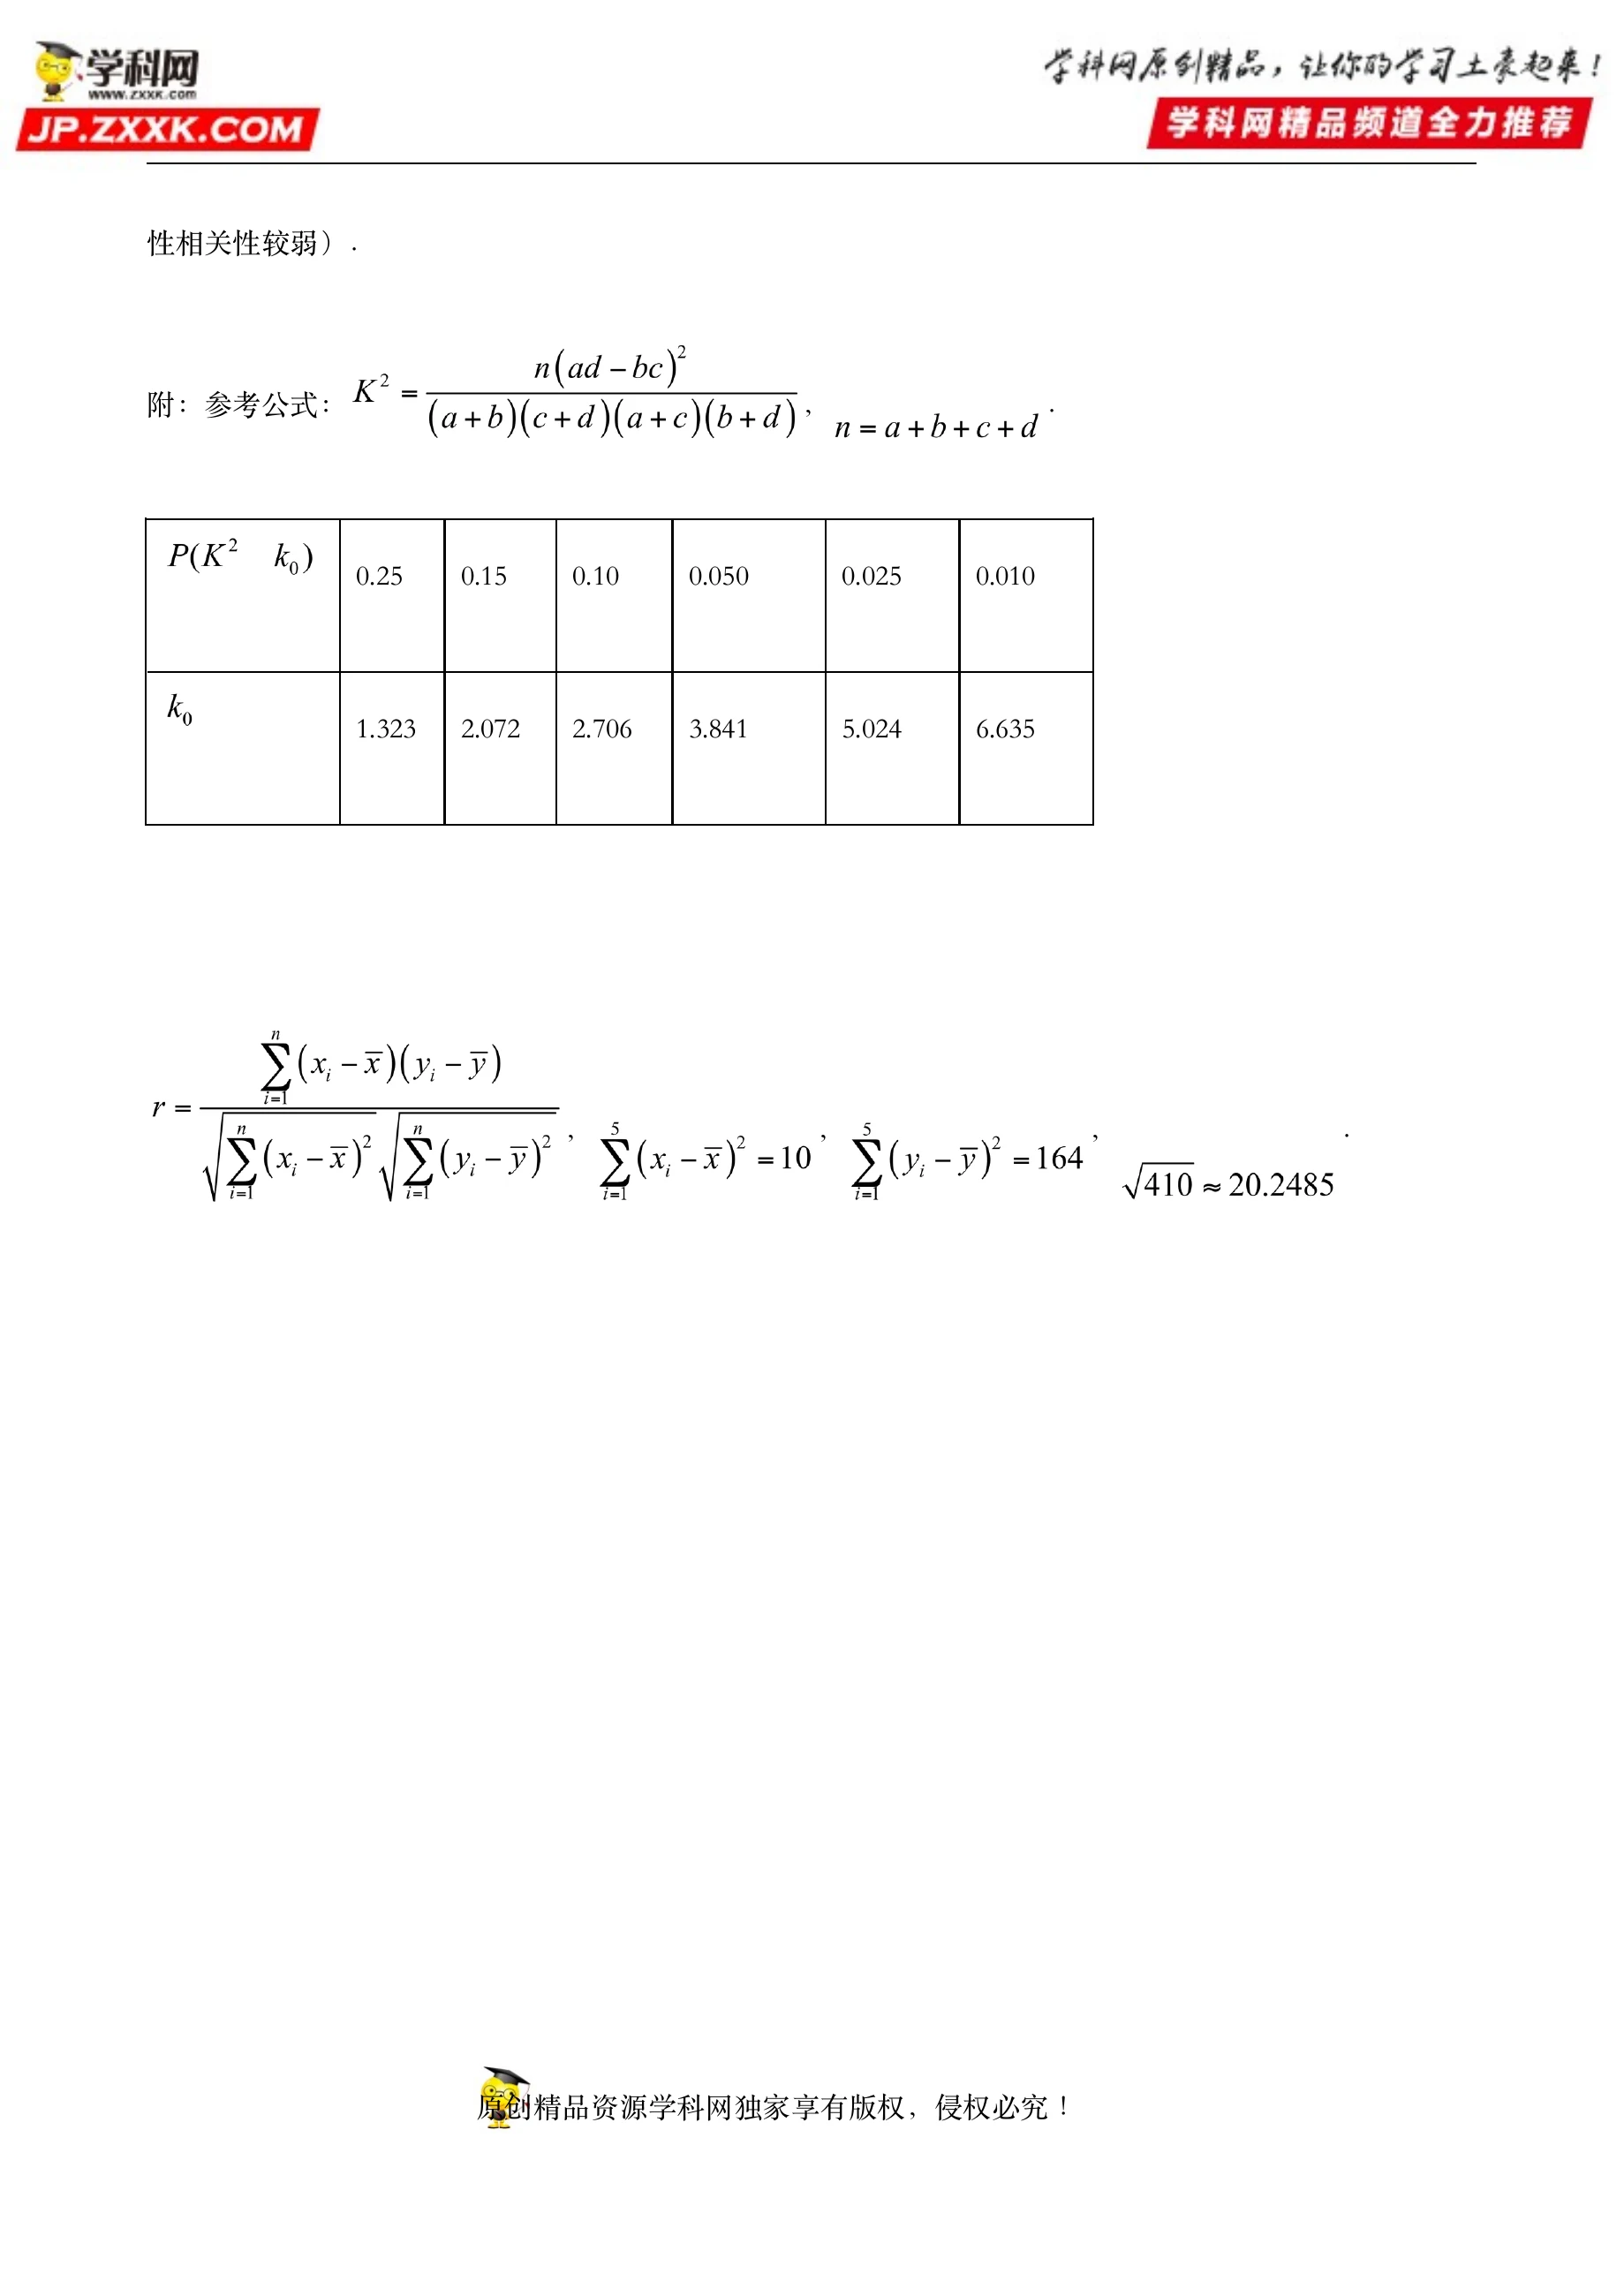 学科网
www.zxxk.com
JP.ZXXK.COM
学科网原创精品，让你的学习土豪起来！
学科网精品频道全力推荐
性相关性较弱）.
附：参考公式：K² = n(ad − bc)² / (a + b)(c + d)(a + c)(b + d)， n = a + b + c + d .
P(K² k₀) 0.25 0.15 0.10 0.050 0.025 0.010
k₀ 1.323 2.072 2.706 3.841 5.024 6.635
r = ∑ᵢ₌₁ⁿ (xᵢ − x̄)(yᵢ − ȳ) / √∑ᵢ₌₁ⁿ (xᵢ − x̄)² √∑ᵢ₌₁ⁿ (yᵢ − ȳ)² ， ∑ᵢ₌₁⁵ (xᵢ − x̄)² = 10 ， ∑ᵢ₌₁⁵ (yᵢ − ȳ)² = 164 ， √410 ≈ 20.2485 .
原创精品资源学科网独家享有版权，侵权必究！